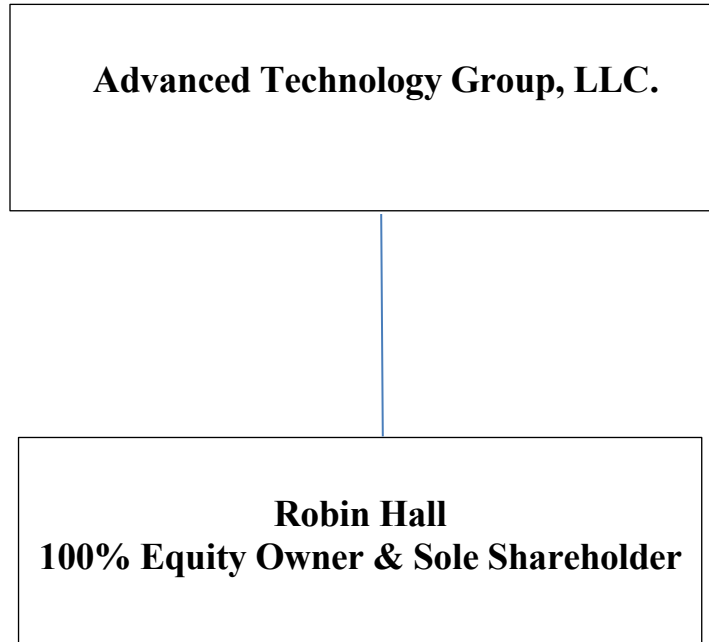 Advanced Technology Group, LLC.
Robin Hall
100% Equity Owner & Sole Shareholder